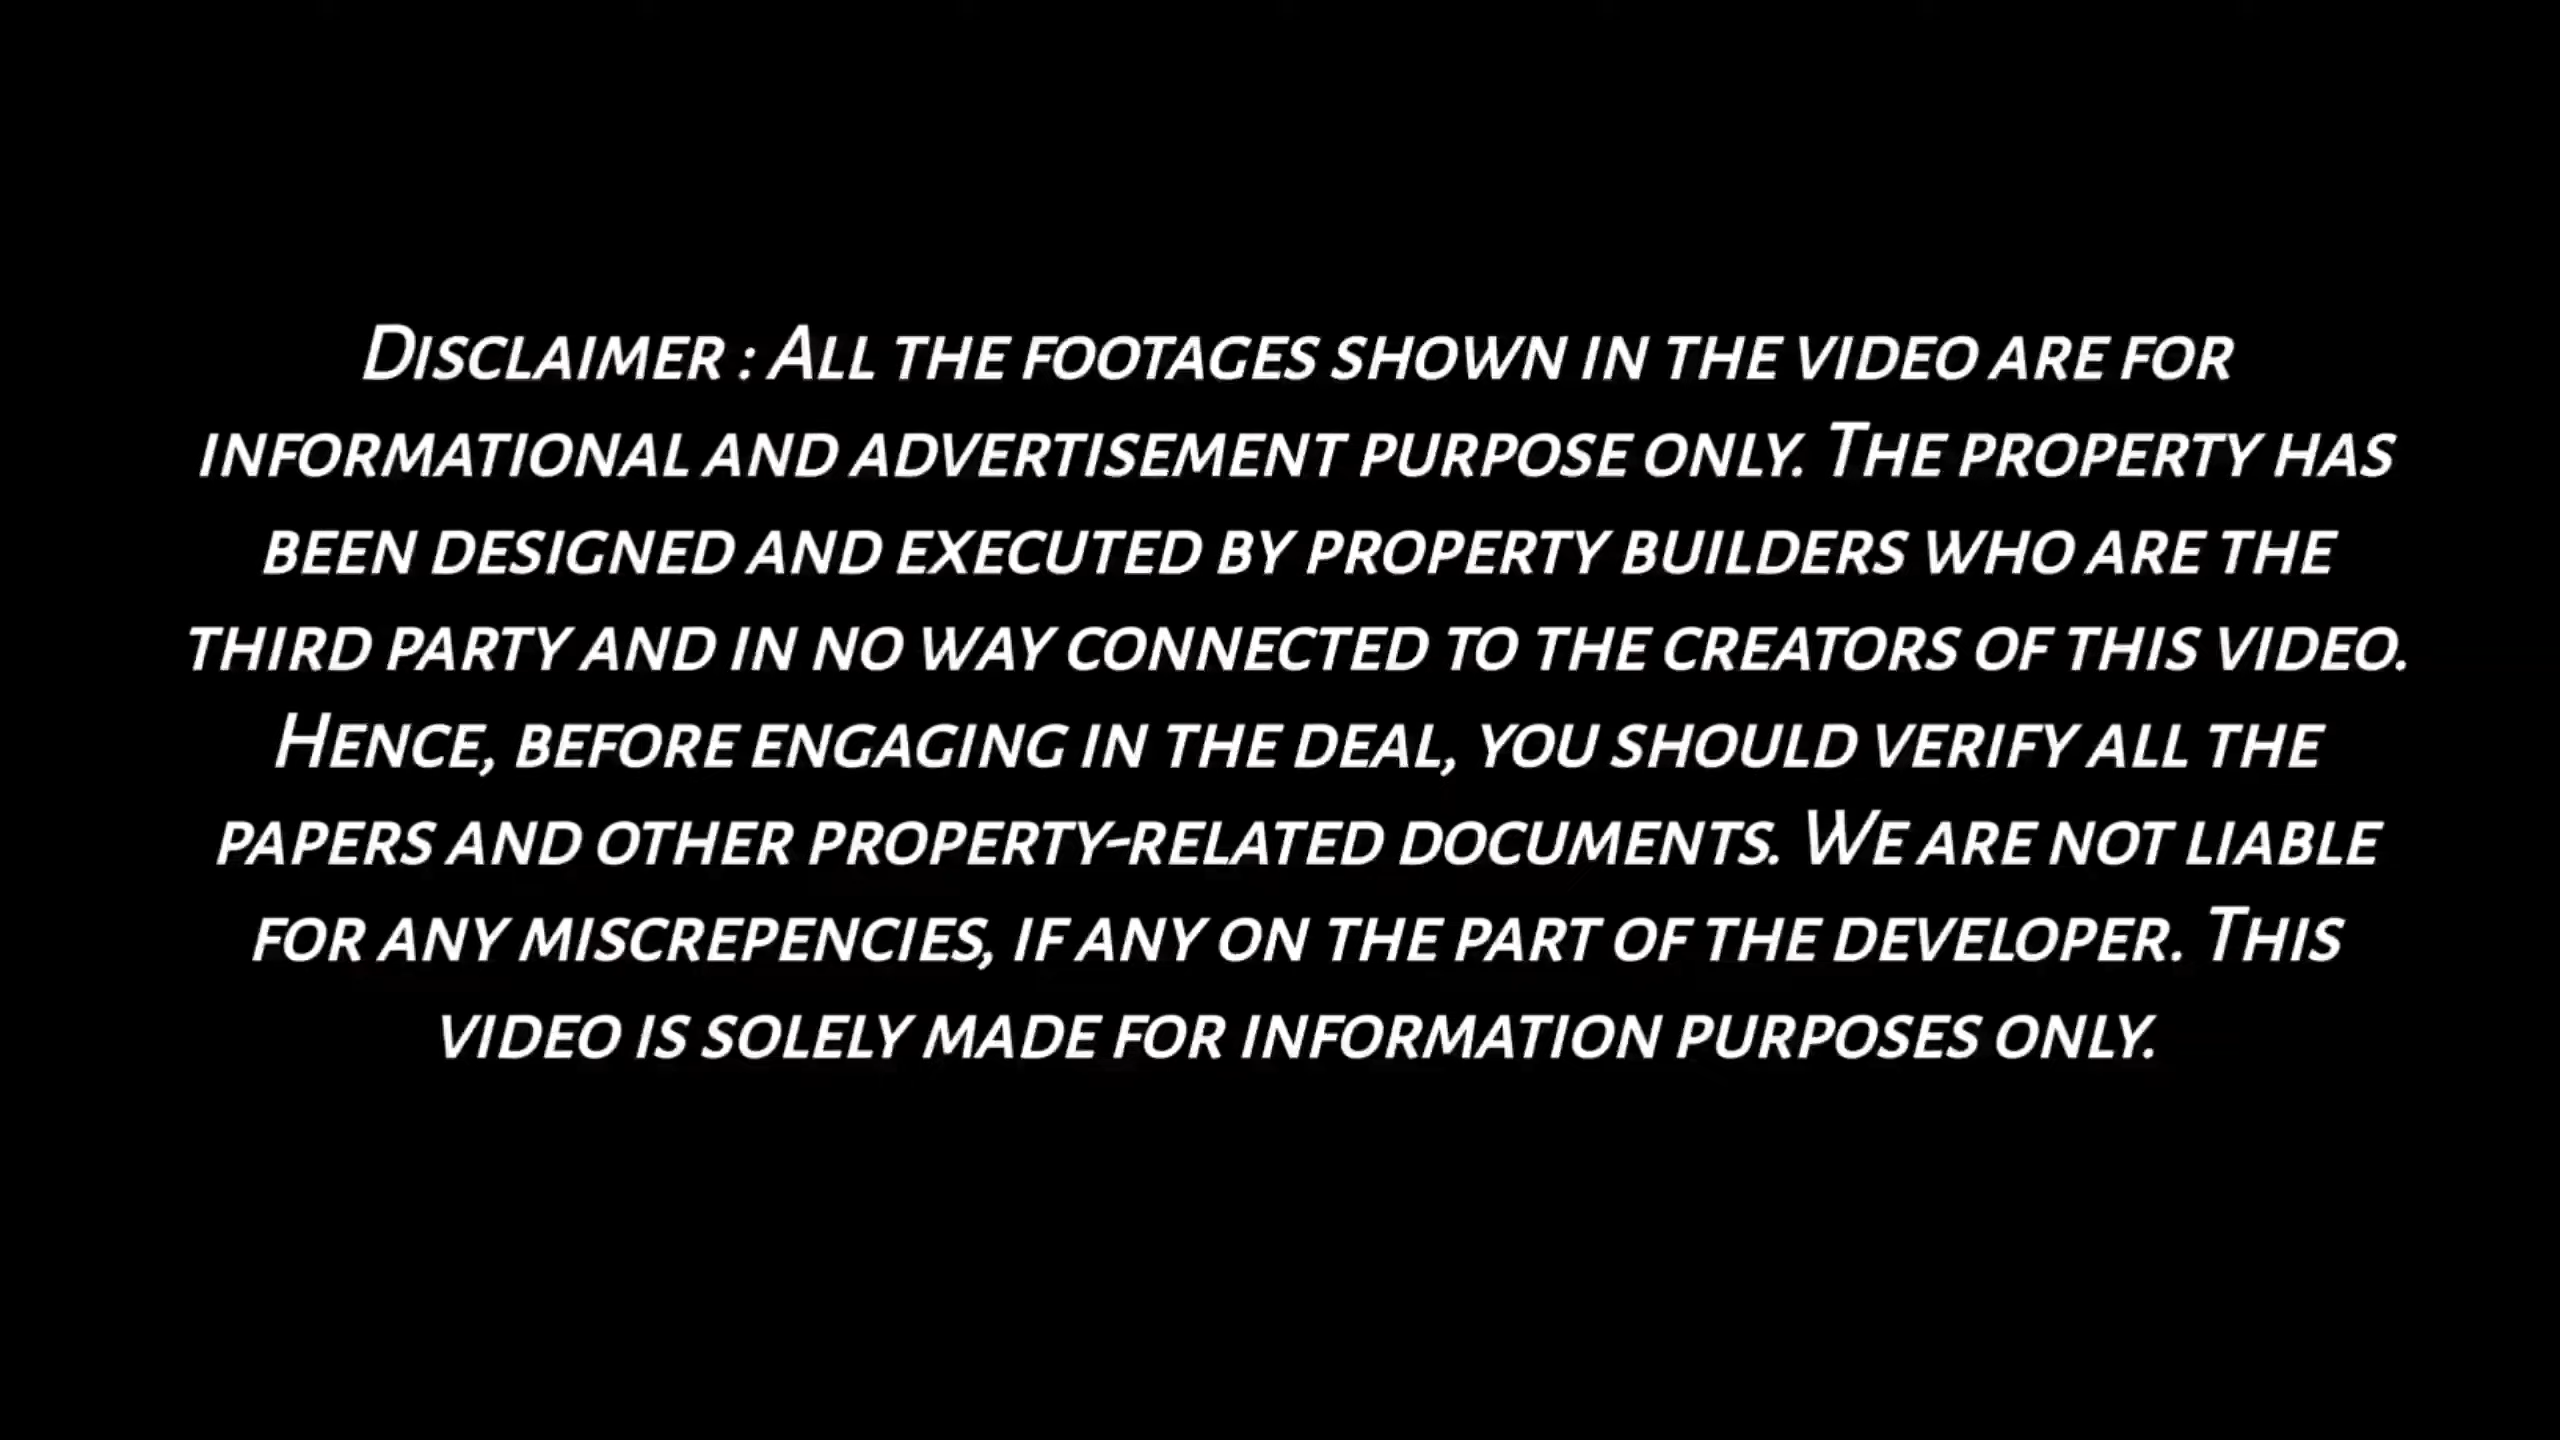 Disclaimer : All the footages shown in the video are for
informational and advertisement purpose only. The property has
been designed and executed by property builders who are the
third party and in no way connected to the creators of this video.
Hence, before engaging in the deal, you should verify all the
papers and other property-related documents. We are not liable
for any miscrepencies, if any on the part of the developer. This
video is solely made for information purposes only.